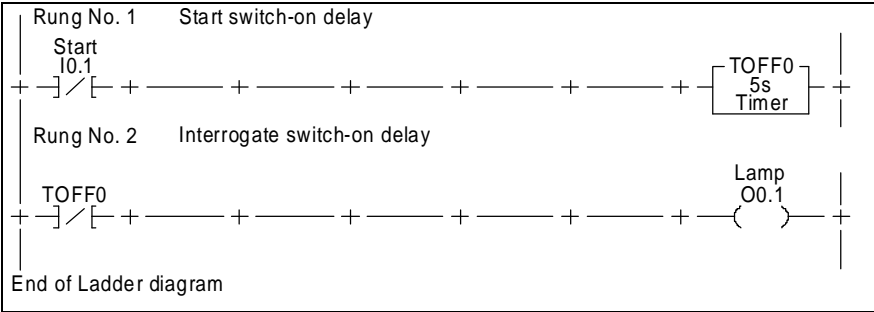 Rung No. 1 Start switch-on delay
Start
I0.1
TOFF0
5s
Timer
Rung No. 2 Interrogate switch-on delay
TOFF0
Lamp
O0.1
End of Ladder diagram